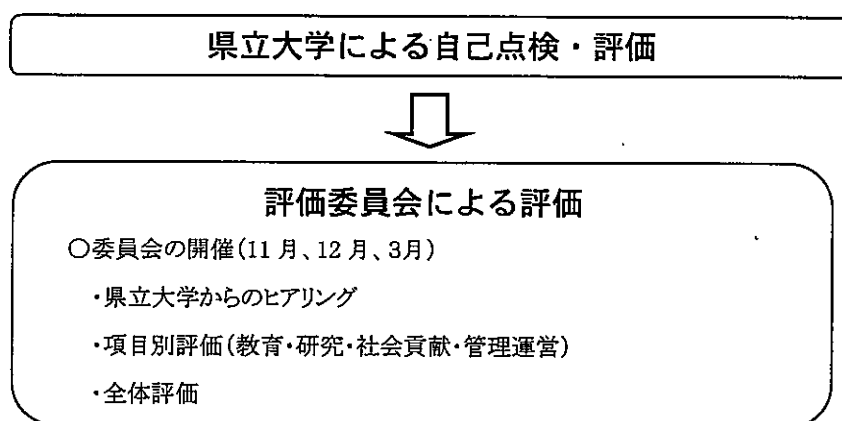 県立大学による自己点検・評価
評価委員会による評価
○委員会の開催(11月、12月、3月)
・県立大学からのヒアリング
・項目別評価(教育・研究・社会貢献・管理運営)
・全体評価